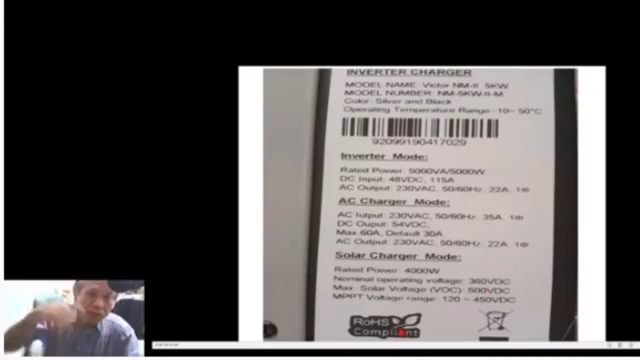 INVERTER CHARGER
MODEL NAME: Victor NM-II 5KW
MODEL NUMBER: NM-5KW-II-M
Color: Silver and Black
Operating Temperature Range:-10~ 50°C
92099190417029
Inverter Mode:
Rated Power: 5000VA/5000W
DC Input: 48VDC, 115A
AC Output: 230VAC, 50/60Hz, 22A, 1Φ
AC Charger Mode:
AC Iutput: 230VAC, 50/60Hz, 35A, 1Φ
DC Ouput: 54VDC,
Max.60A, Default 30A
AC Output: 230VAC, 50/60Hz, 22A, 1Φ
Solar Charger Mode:
Rated Power: 4000W
Nominal operating voltage: 360VDC
Max. Solar Voltage (VOC): 500VDC
MPPT Voltage range: 120 ~ 450VDC
RoHS
Compliant